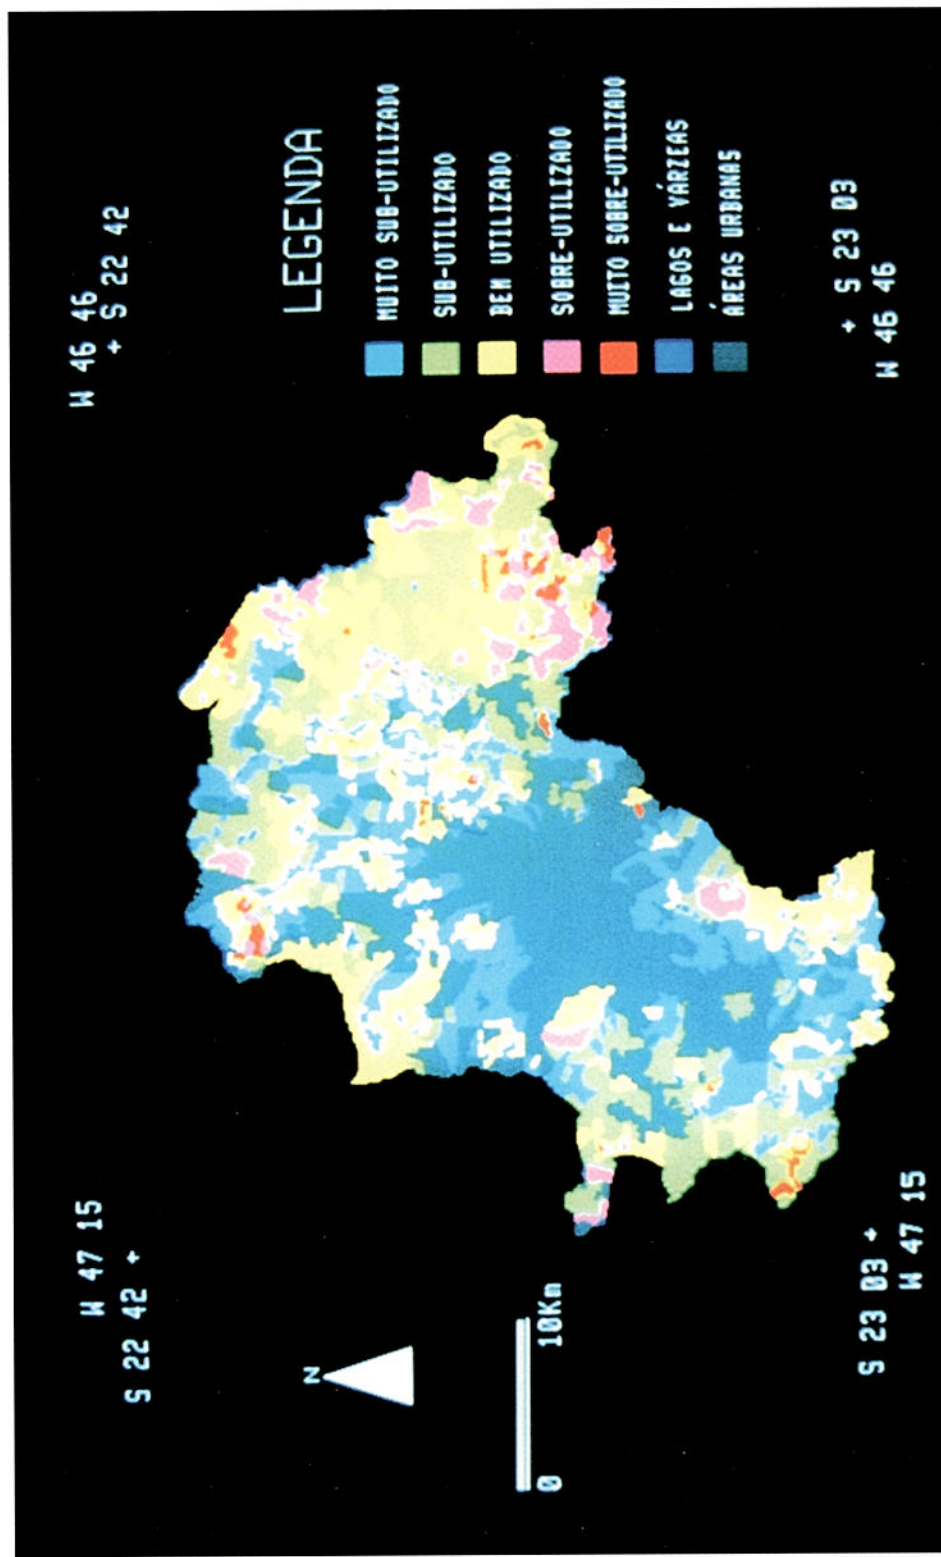 W 47 15
S 22 42 +
W 46 46
+ S 22 42
N
0
10Km
LEGENDA
MUITO SUB-UTILIZADO
SUB-UTILIZADO
BEM UTILIZADO
SOBRE-UTILIZADO
MUITO SOBRE-UTILIZADO
LAGOS E VÁRZEAS
ÁREAS URBANAS
S 23 03 +
W 47 15
+ S 23 03
W 46 46